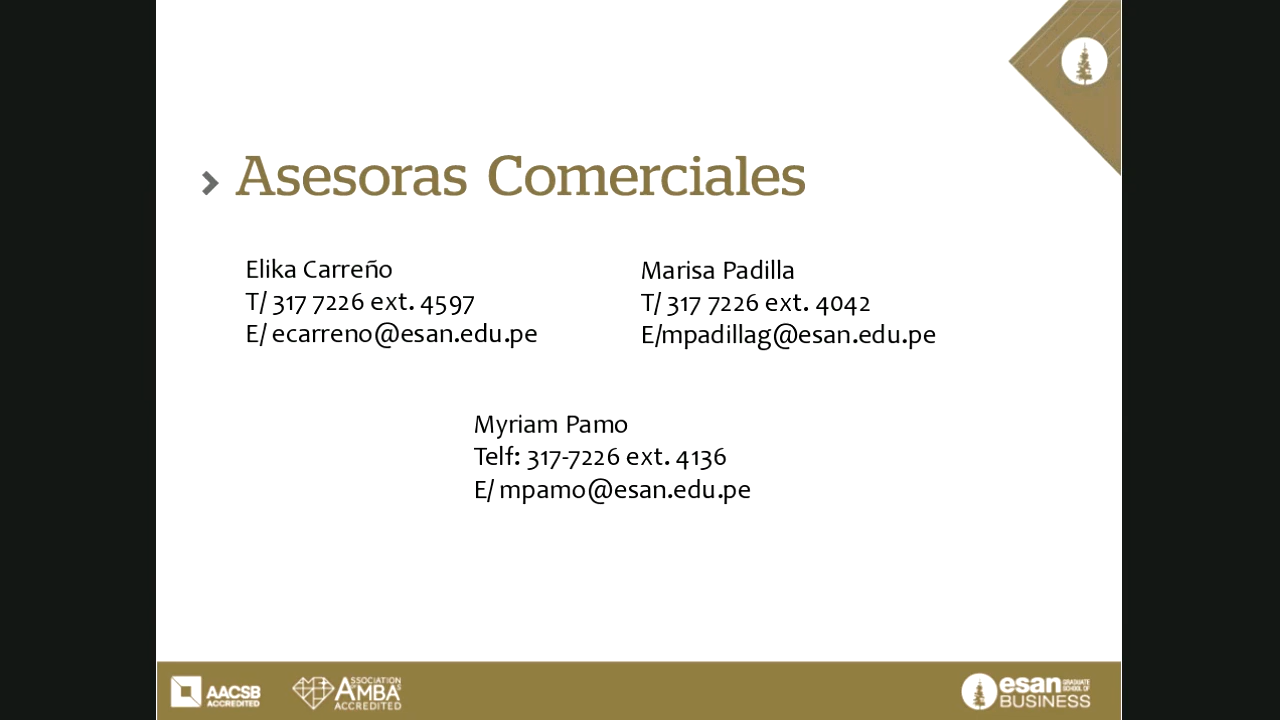 Asesoras Comerciales
Elika Carreño
T/ 317 7226 ext. 4597
E/ ecarreno@esan.edu.pe
Marisa Padilla
T/ 317 7226 ext. 4042
E/mpadillag@esan.edu.pe
Myriam Pamo
Telf: 317-7226 ext. 4136
E/ mpamo@esan.edu.pe
AACSB
ACCREDITED
ASSOCIATION
AMBA
ACCREDITED
esan GRADUATE
SCHOOL OF
BUSINESS